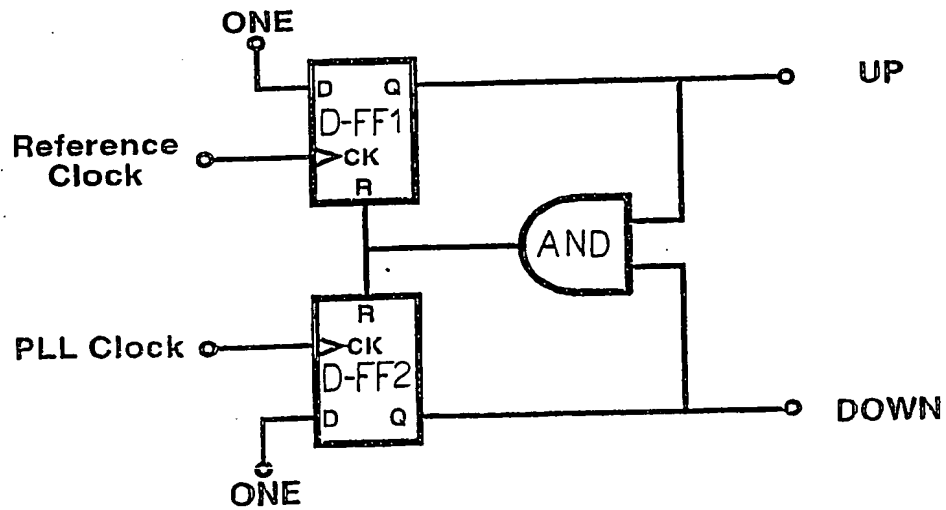 ONE
D Q
UP
D-FF1
Reference
Clock
CK
R
AND
R
PLL Clock
CK
D-FF2
D Q
DOWN
ONE